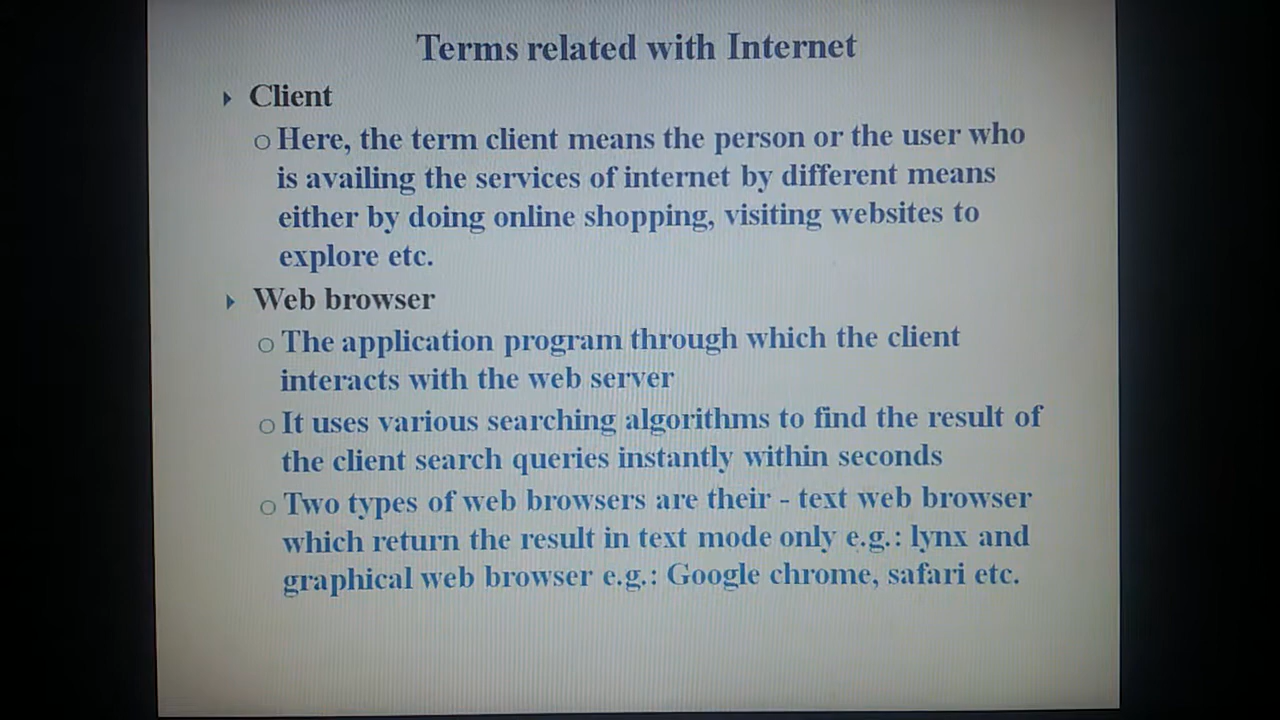 Terms related with Internet
Client
Here, the term client means the person or the user who
is availing the services of internet by different means
either by doing online shopping, visiting websites to
explore etc.
Web browser
The application program through which the client
interacts with the web server
It uses various searching algorithms to find the result of
the client search queries instantly within seconds
Two types of web browsers are their - text web browser
which return the result in text mode only e.g.: lynx and
graphical web browser e.g.: Google chrome, safari etc.